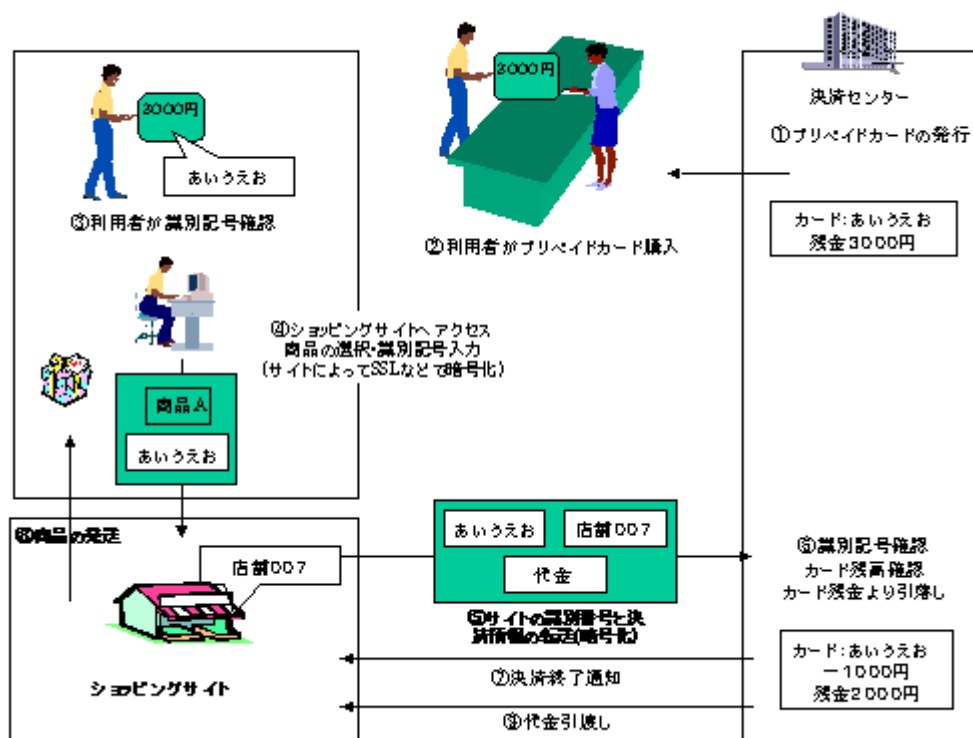 3000円
3000円
決済センター
①プリペイドカードの発行
あいうえお
③利用者が識別記号確認
②利用者がプリペイドカード購入
カード:あいうえお
残金3000円
④ショッピングサイトへアクセス
商品の選択・識別記号入力
(サイトによってSSLなどで暗号化)
商品A
あいうえお
⑧商品の発送
店舗007
あいうえお
店舗007
代金
⑤サイトの識別番号と決
済情報の転送(暗号化)
⑥識別記号確認
カード残高確認
カード残金より引落し
カード:あいうえお
-1000円
残金2000円
ショッピングサイト
⑦決済終了通知
⑨代金引渡し